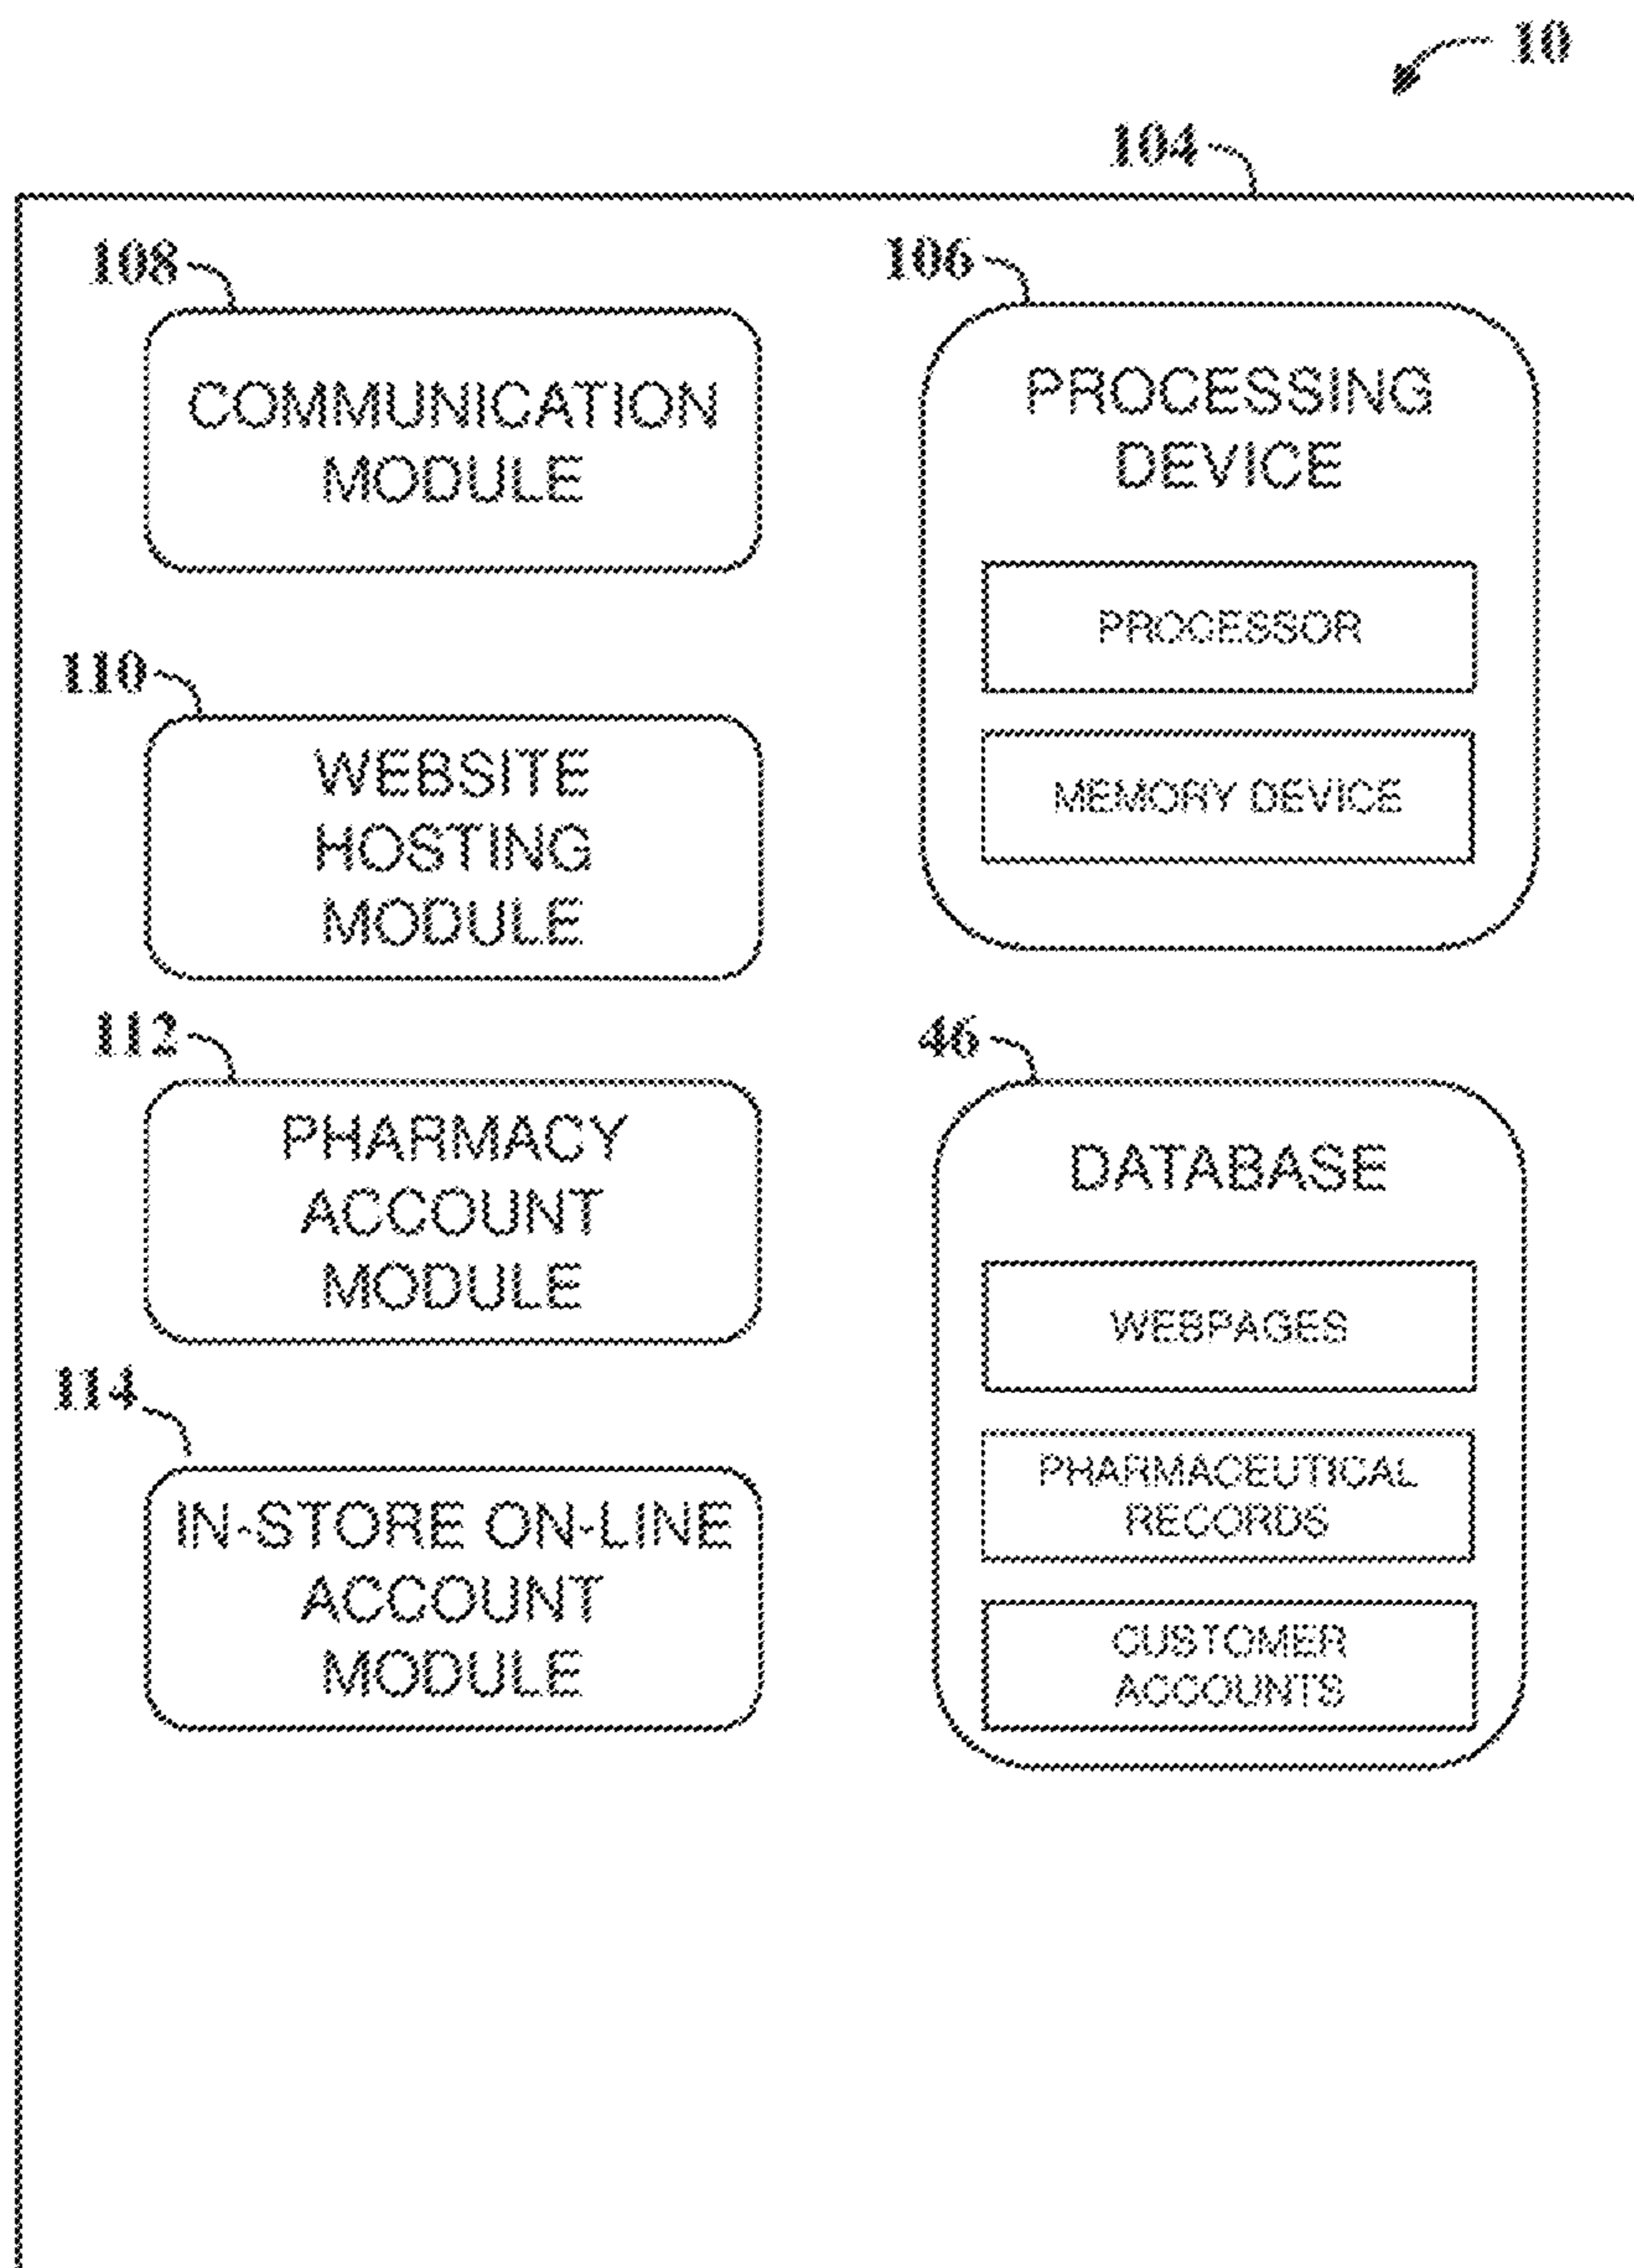 10
104
108
COMMUNICATION
MODULE
106
PROCESSING
DEVICE
PROCESSOR
MEMORY DEVICE
110
WEBSITE
HOSTING
MODULE
112
PHARMACY
ACCOUNT
MODULE
46
DATABASE
WEBPAGES
PHARMACEUTICAL
RECORDS
CUSTOMER
ACCOUNTS
114
IN-STORE ON-LINE
ACCOUNT
MODULE